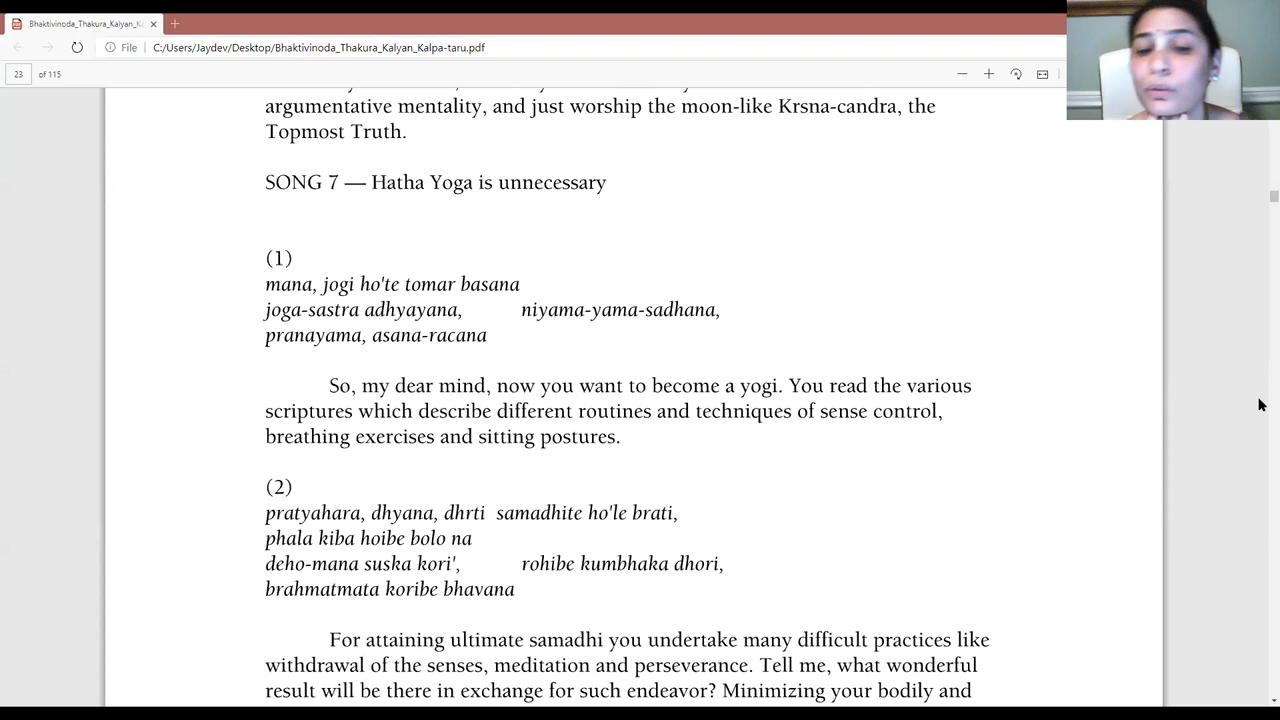 Bhaktivinoda_Thakura_Kalyan_K
File C:/Users/Jaydev/Desktop/Bhaktivinoda_Thakura_Kalyan_Kalpa-taru.pdf
23 of 115
argumentative mentality, and just worship the moon-like Krsna-candra, the
Topmost Truth.
SONG 7 — Hatha Yoga is unnecessary
(1)
mana, jogi ho'te tomar basana
joga-sastra adhyayana, niyama-yama-sadhana,
pranayama, asana-racana
So, my dear mind, now you want to become a yogi. You read the various
scriptures which describe different routines and techniques of sense control,
breathing exercises and sitting postures.
(2)
pratyahara, dhyana, dhrti samadhite ho'le brati,
phala kiba hoibe bolo na
deho-mana suska kori', rohibe kumbhaka dhori,
brahmatmata koribe bhavana
For attaining ultimate samadhi you undertake many difficult practices like
withdrawal of the senses, meditation and perseverance. Tell me, what wonderful
result will be there in exchange for such endeavor? Minimizing your bodily and